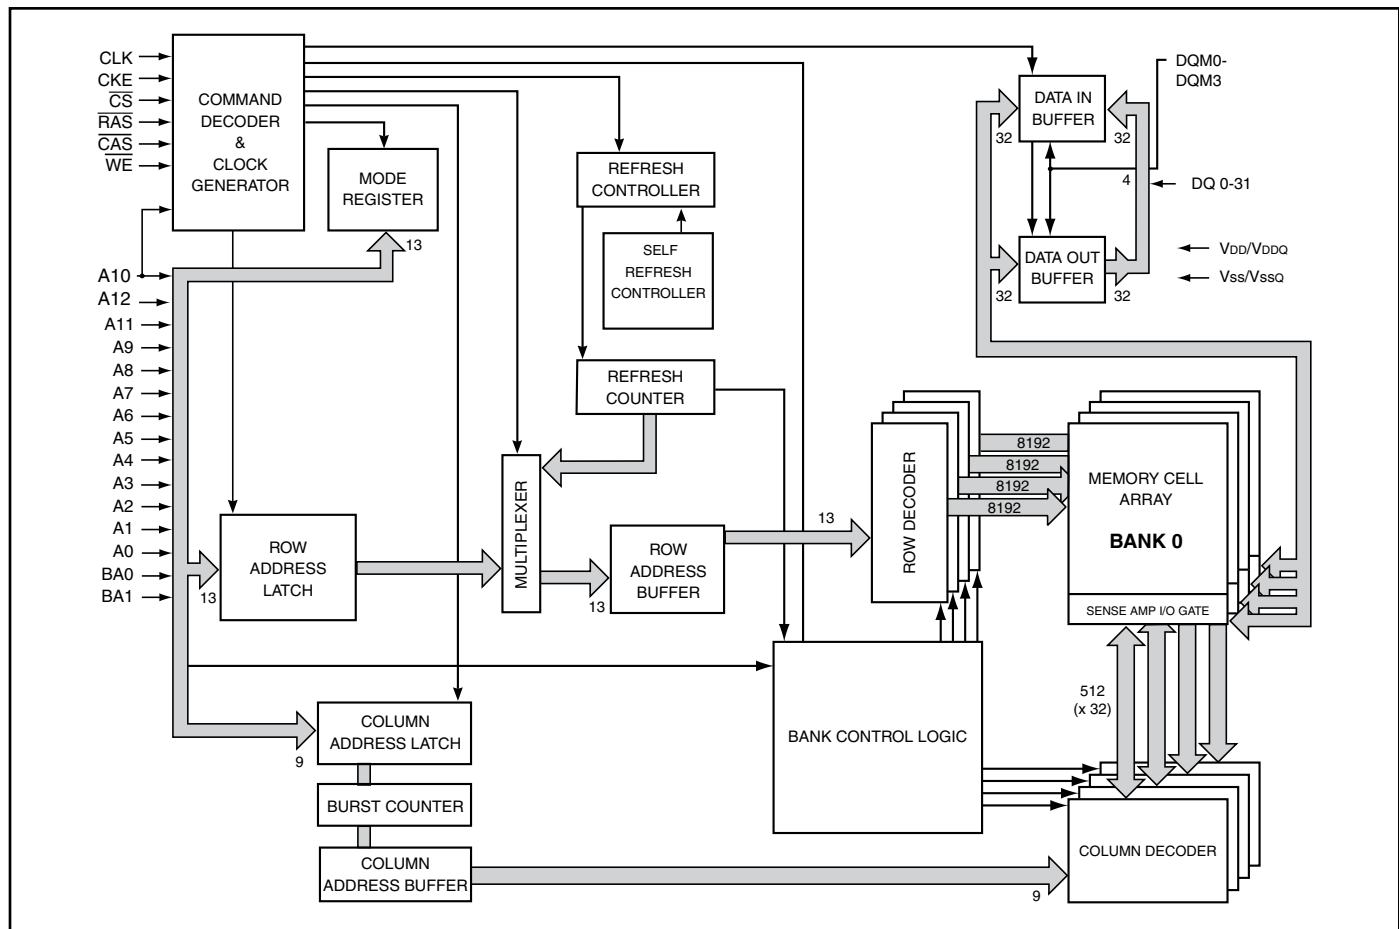 CLK
CKE
CS
RAS
CAS
WE
COMMAND
DECODER
&
CLOCK
GENERATOR
MODE
REGISTER
13
REFRESH
CONTROLLER
SELF
REFRESH
CONTROLLER
REFRESH
COUNTER
DATA IN
BUFFER
32
32
DQM0-
DQM3
4
DQ 0-31
DATA OUT
BUFFER
32
32
VDD/VDDQ
Vss/VssQ
A10
A12
A11
A9
A8
A7
A6
A5
A4
A3
A2
A1
A0
BA0
BA1
13
ROW
ADDRESS
LATCH
MULTIPLEXER
13
ROW
ADDRESS
BUFFER
13
ROW DECODER
8192
8192
8192
8192
MEMORY CELL
ARRAY
BANK 0
SENSE AMP I/O GATE
512
(x 32)
BANK CONTROL LOGIC
9
COLUMN
ADDRESS LATCH
BURST COUNTER
COLUMN
ADDRESS BUFFER
9
COLUMN DECODER